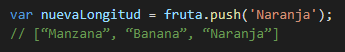 var nuevaLongitud = fruta.push('Naranja');
// [“Manzana”, “Banana”, “Naranja”]